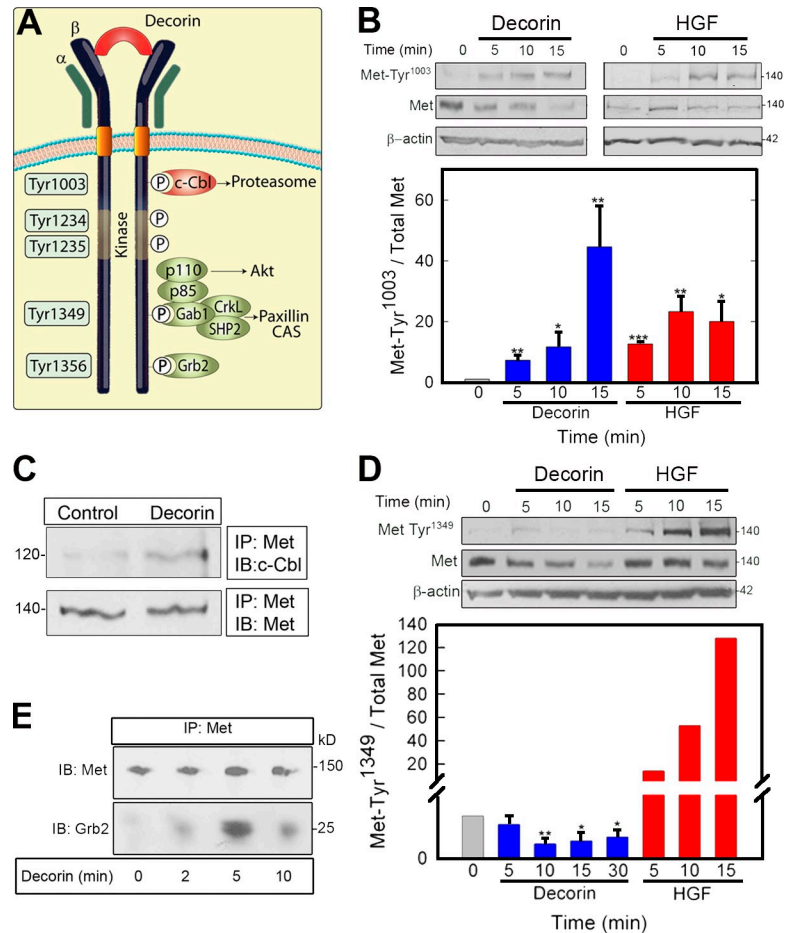 A
Decorin
β
α
Tyr1003
P
c-Cbl
Proteasome
Tyr1234
P
Tyr1235
P
Kinase
p110
Akt
p85
Tyr1349
P
Gab1
CrkL
SHP2
Paxillin
CAS
Tyr1356
P
Grb2
B
Decorin HGF
Time (min) 0 5 10 15 0 5 10 15
Met-Tyr1003 140
Met 140
β-actin 42
Met-Tyr1003 / Total Met
60
40
20
0
** * ** *** ** *
0 5 10 15 5 10 15
Decorin HGF
Time (min)
C
Control Decorin
120- IP: Met
IB:c-Cbl
140- IP: Met
IB: Met
D
Decorin HGF
Time (min) 0 5 10 15 5 10 15
Met Tyr1349 140
Met 140
β-actin 42
Met-Tyr1349 / Total Met
140
120
100
80
60
40
20
0
** * *
0 5 10 15 30 5 10 15
Decorin HGF
Time (min)
E
IP: Met
kD
IB: Met -150
IB: Grb2 -25
Decorin (min) 0 2 5 10